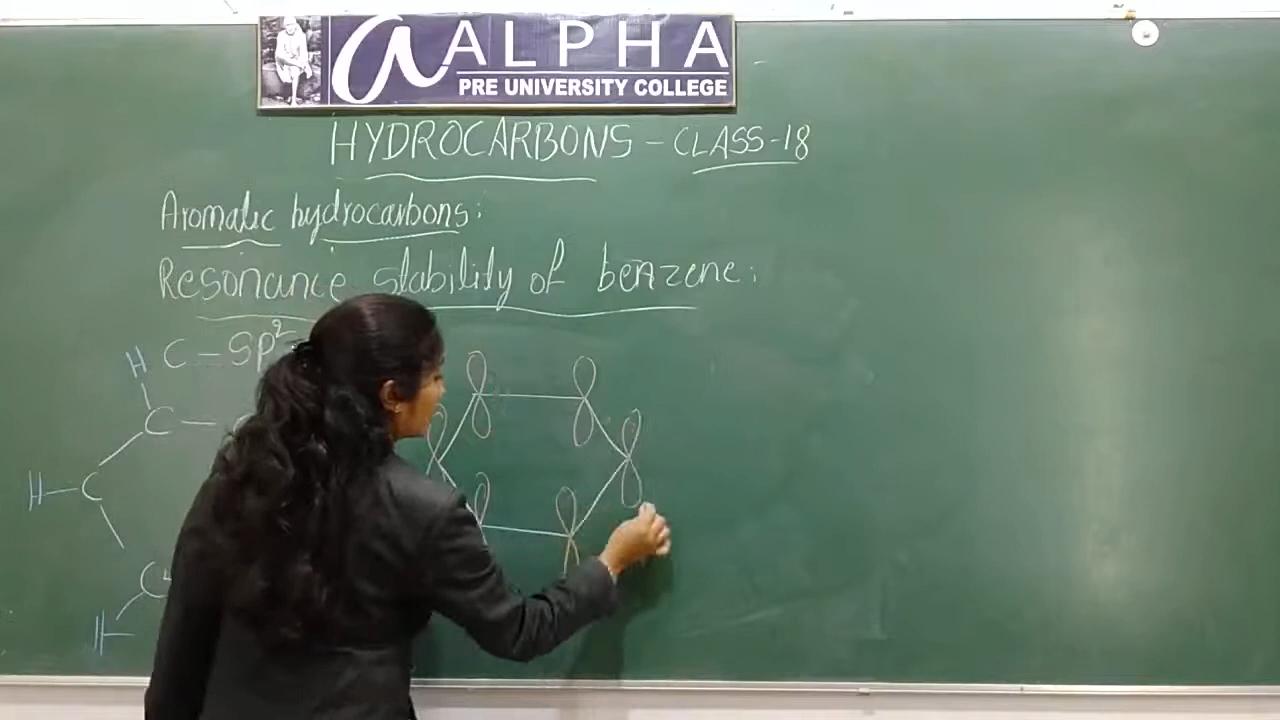 a ALPHA
PRE UNIVERSITY COLLEGE
HYDROCARBONS - CLASS-18
Aromatic hydrocarbons:
Resonance stability of benzene:
C - SP²
H
C
H C
C
H